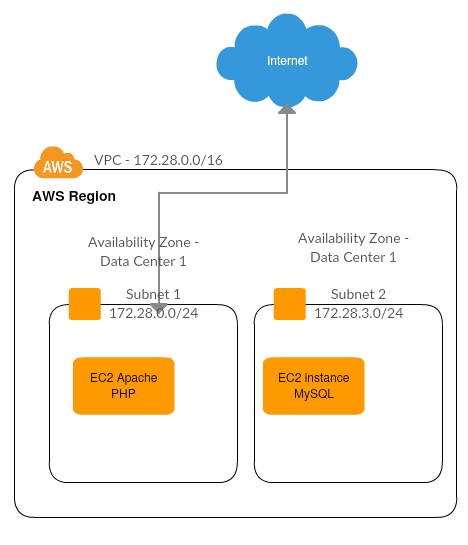 Internet
AWS
VPC - 172.28.0.0/16
AWS Region
Availability Zone -
Data Center 1
Availability Zone -
Data Center 1
Subnet 1
172.28.0.0/24
Subnet 2
172.28.3.0/24
EC2 Apache
PHP
EC2 instance
MySQL